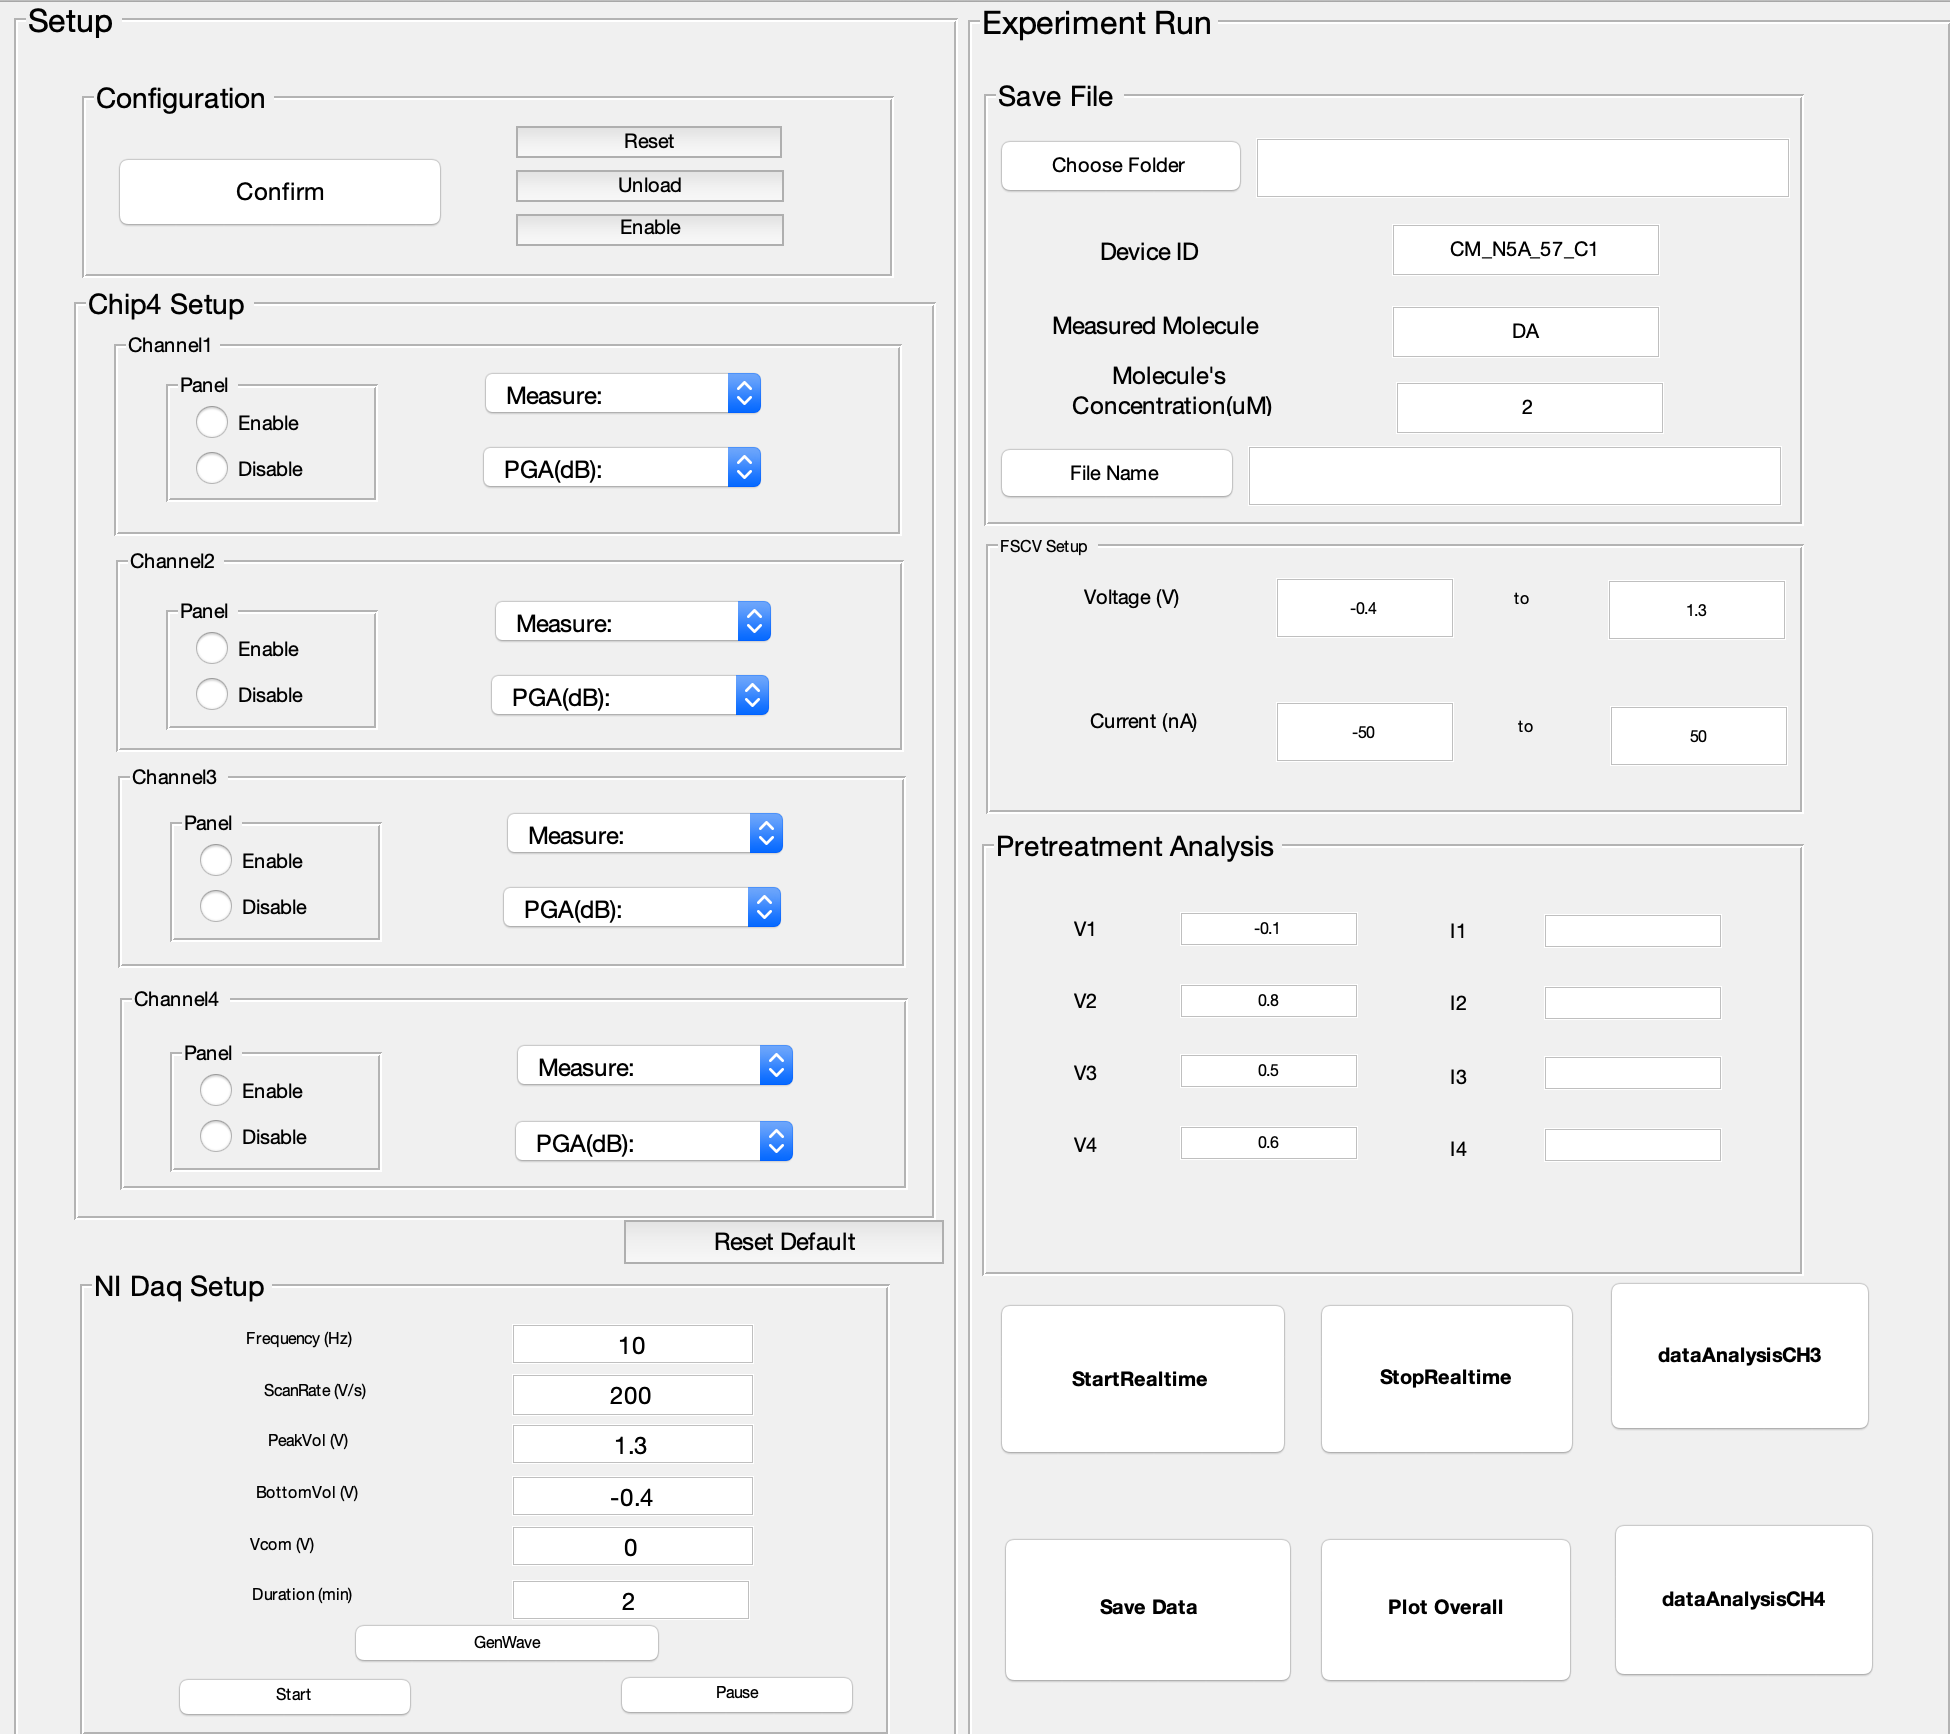 Setup
Configuration
Confirm
Reset
Unload
Enable
Chip4 Setup
Channel1
Panel
Enable
Disable
Measure:
PGA(dB):
Channel2
Panel
Enable
Disable
Measure:
PGA(dB):
Channel3
Panel
Enable
Disable
Measure:
PGA(dB):
Channel4
Panel
Enable
Disable
Measure:
PGA(dB):
Reset Default
NI Daq Setup
Frequency (Hz) 10
ScanRate (V/s) 200
PeakVol (V) 1.3
BottomVol (V) -0.4
Vcom (V) 0
Duration (min) 2
GenWave
Start Pause
Experiment Run
Save File
Choose Folder
Device ID CM_N5A_57_C1
Measured Molecule DA
Molecule's
Concentration(uM) 2
File Name
FSCV Setup
Voltage (V) -0.4 to 1.3
Current (nA) -50 to 50
Pretreatment Analysis
V1 -0.1 I1
V2 0.8 I2
V3 0.5 I3
V4 0.6 I4
StartRealtime StopRealtime dataAnalysisCH3
Save Data Plot Overall dataAnalysisCH4